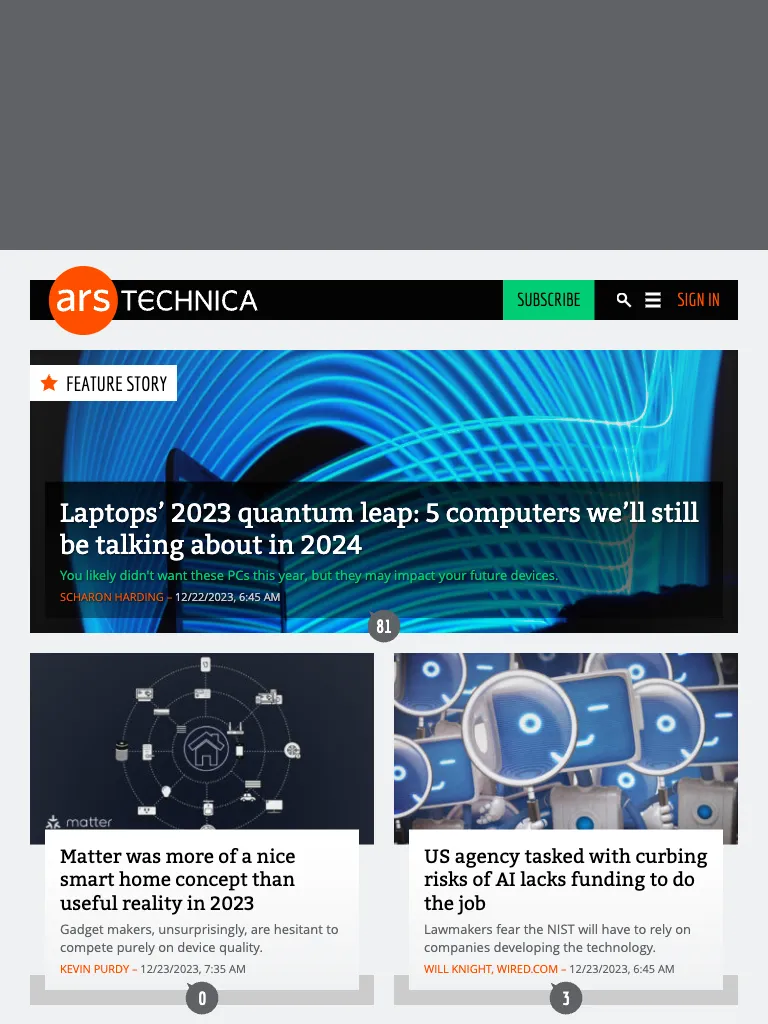 ars TECHNICA
SUBSCRIBE
SIGN IN
FEATURE STORY
Laptops’ 2023 quantum leap: 5 computers we’ll still
be talking about in 2024
You likely didn't want these PCs this year, but they may impact your future devices.
SCHARON HARDING – 12/22/2023, 6:45 AM
81
matter
Matter was more of a nice
smart home concept than
useful reality in 2023
Gadget makers, unsurprisingly, are hesitant to
compete purely on device quality.
KEVIN PURDY – 12/23/2023, 7:35 AM
0
US agency tasked with curbing
risks of AI lacks funding to do
the job
Lawmakers fear the NIST will have to rely on
companies developing the technology.
WILL KNIGHT, WIRED.COM – 12/23/2023, 6:45 AM
3